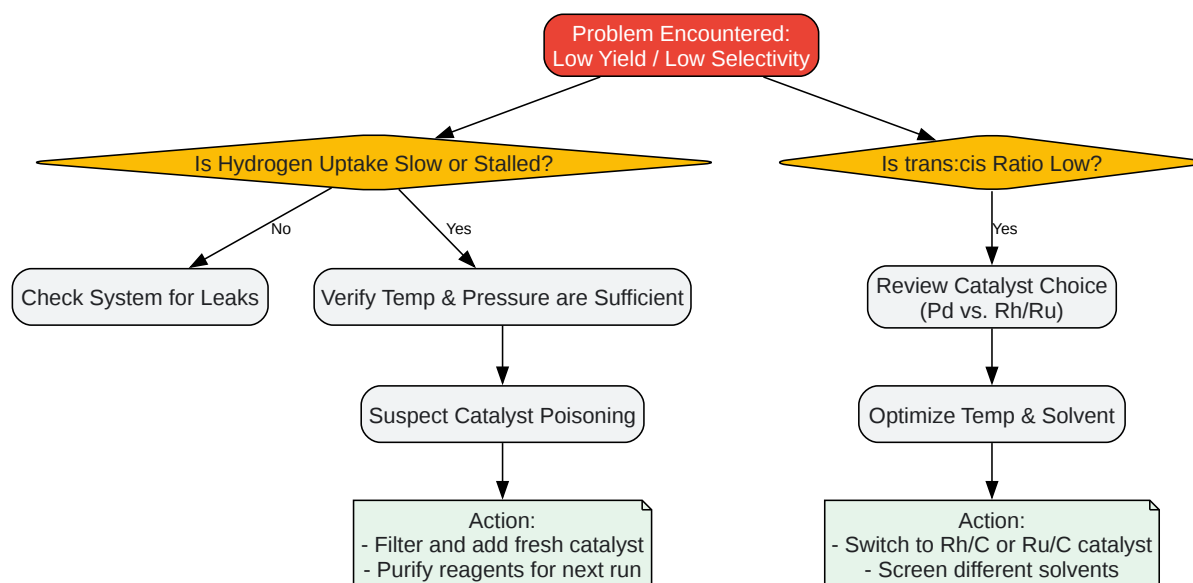 Problem Encountered:
Low Yield / Low Selectivity
Is Hydrogen Uptake Slow or Stalled?
Is trans:cis Ratio Low?
No
Yes
Yes
Check System for Leaks
Verify Temp & Pressure are Sufficient
Review Catalyst Choice
(Pd vs. Rh/Ru)
Suspect Catalyst Poisoning
Optimize Temp & Solvent
Action:
- Filter and add fresh catalyst
- Purify reagents for next run
Action:
- Switch to Rh/C or Ru/C catalyst
- Screen different solvents